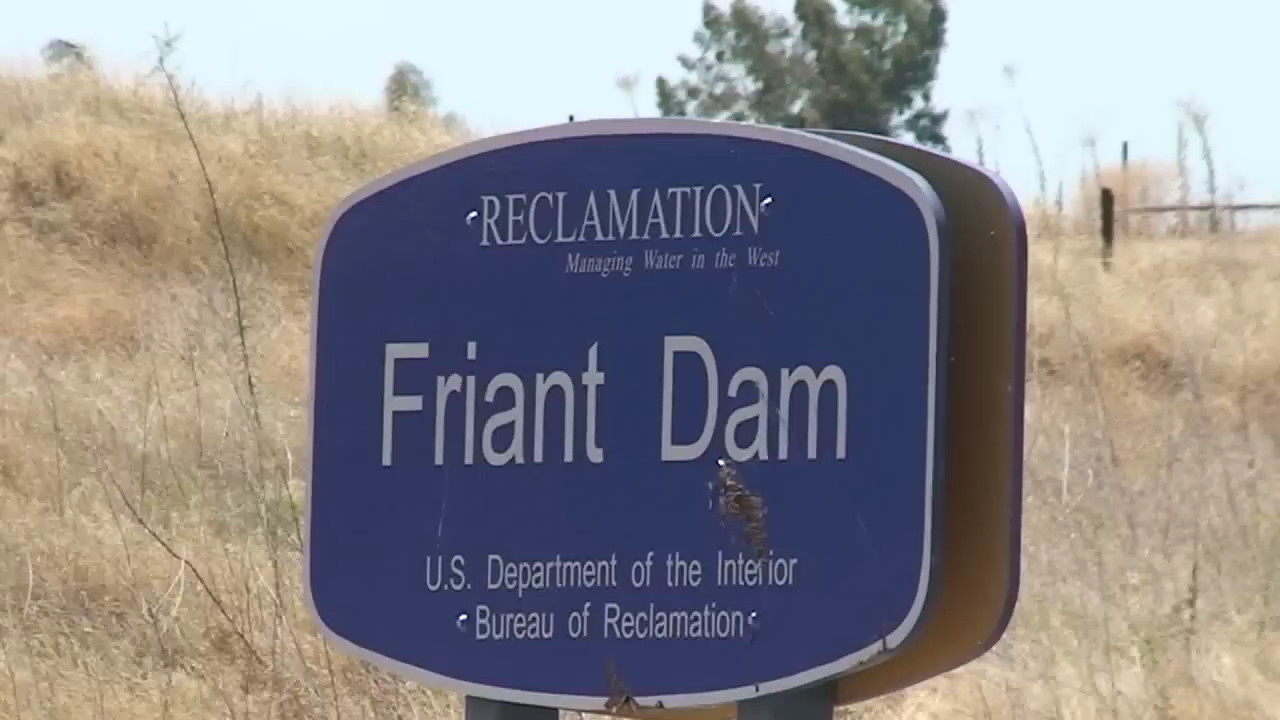 RECLAMATION
Managing Water in the West
Friant Dam
U.S. Department of the Interior
Bureau of Reclamation